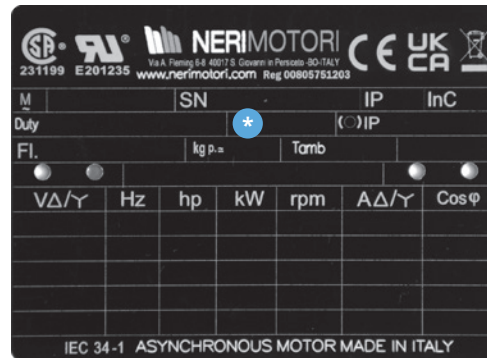 SP® RU® NERIMOTORI CE UK CA
231199 E201235 Via A. Fleming 6-8 40017 S. Giovanni in Persiceto -BO-ITALY
www.nerimotori.com Reg 00805751203
M~ SN IP InC
Duty * IP
Fl. kg p.= Tamb
V∆/Y Hz hp kW rpm A∆/Y Cosφ
IEC 34-1 ASYNCHRONOUS MOTOR MADE IN ITALY